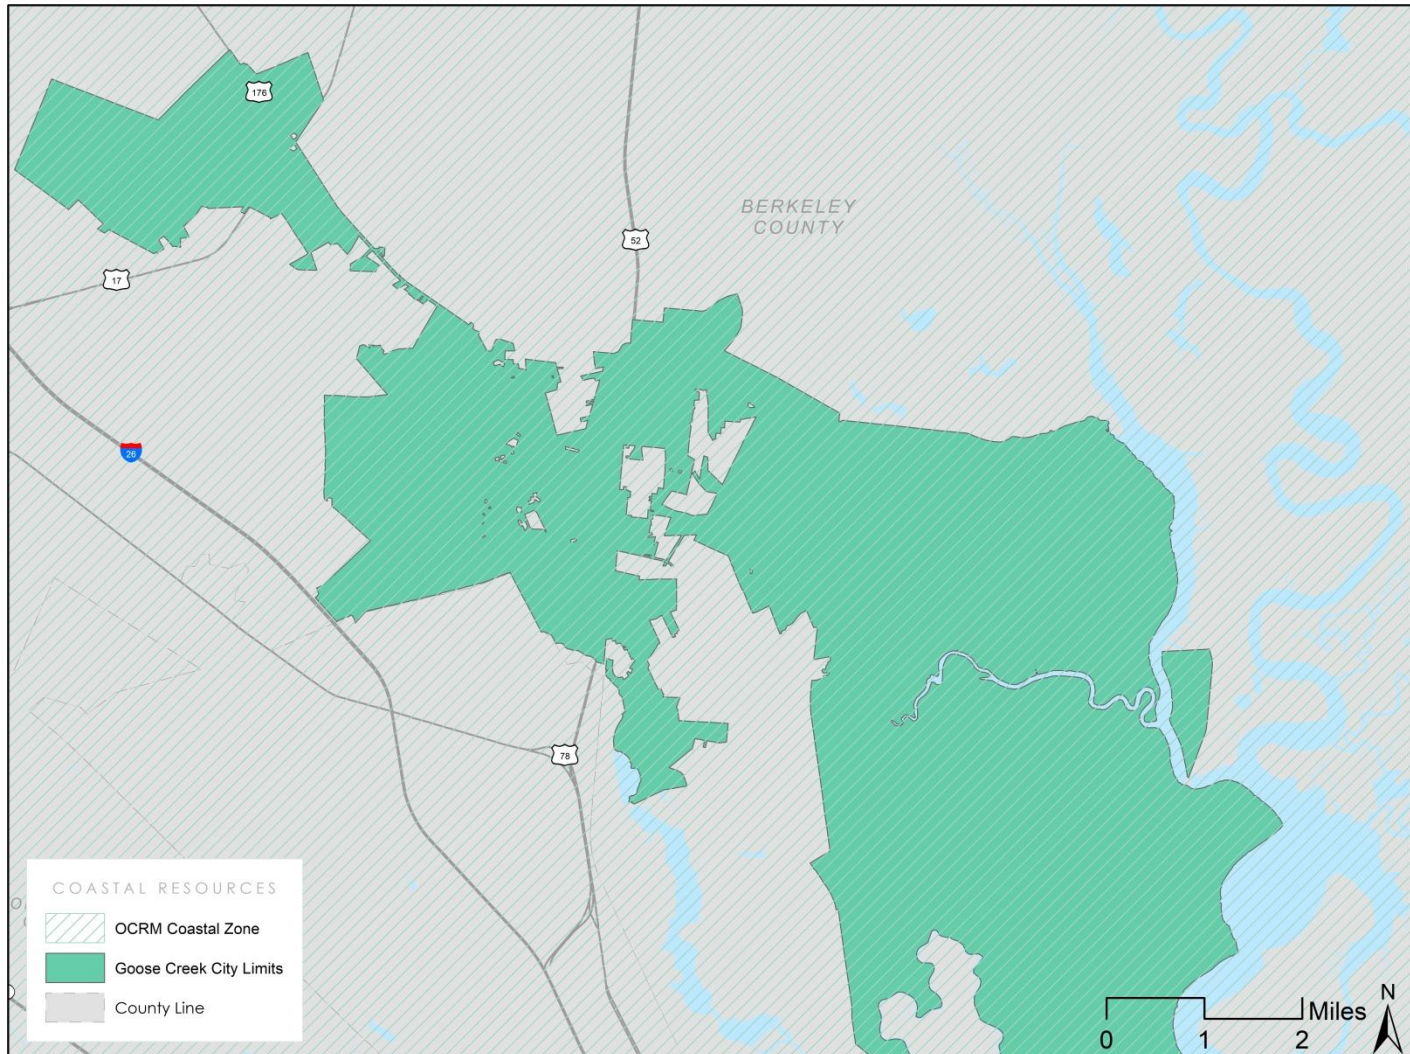 176
BERKELEY
COUNTY
52
17
26
78
COASTAL RESOURCES
OCRM Coastal Zone
Goose Creek City Limits
County Line
Miles
N
0
1
2